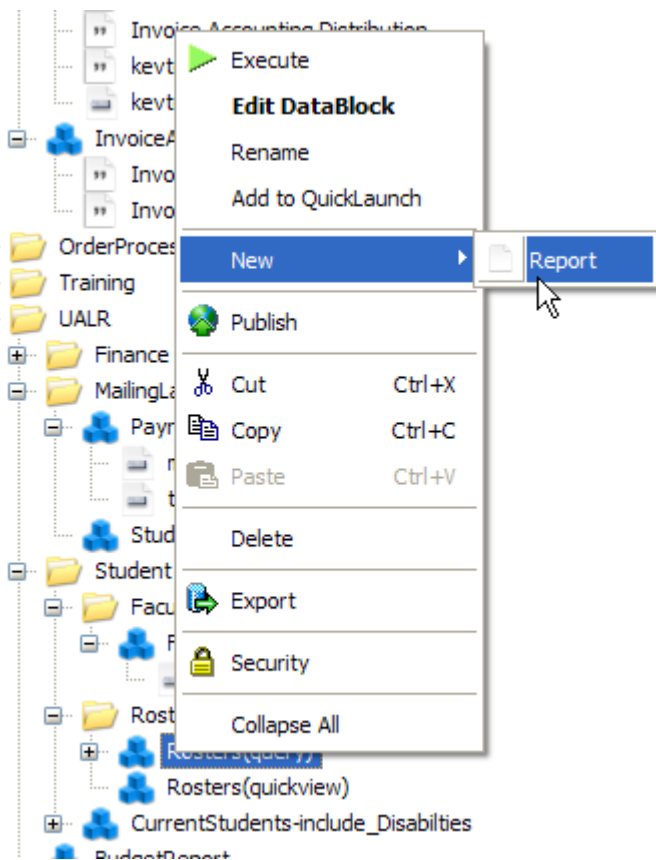 Invoice Accounting Distribution
kevt
Execute
kevt
Edit DataBlock
InvoiceA
Rename
Invo
Add to QuickLaunch
Invo
OrderProces
New
Report
Training
UALR
Publish
Finance
MailingLa
Cut Ctrl+X
Payr
Copy Ctrl+C
Paste Ctrl+V
Stud
Delete
Student
Facu
Export
F
Security
Rost
Collapse All
Rosters(query)
Rosters(quickview)
CurrentStudents-include_Disabilties
BudgetReport